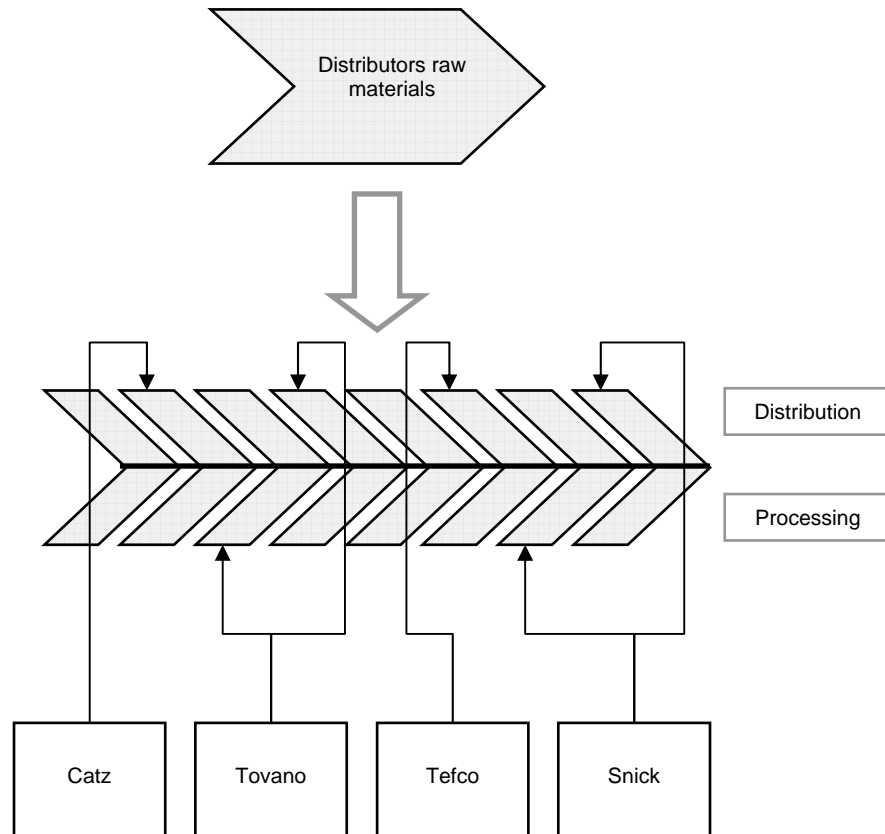 Distributors raw
materials
Distribution
Processing
Catz
Tovano
Tefco
Snick